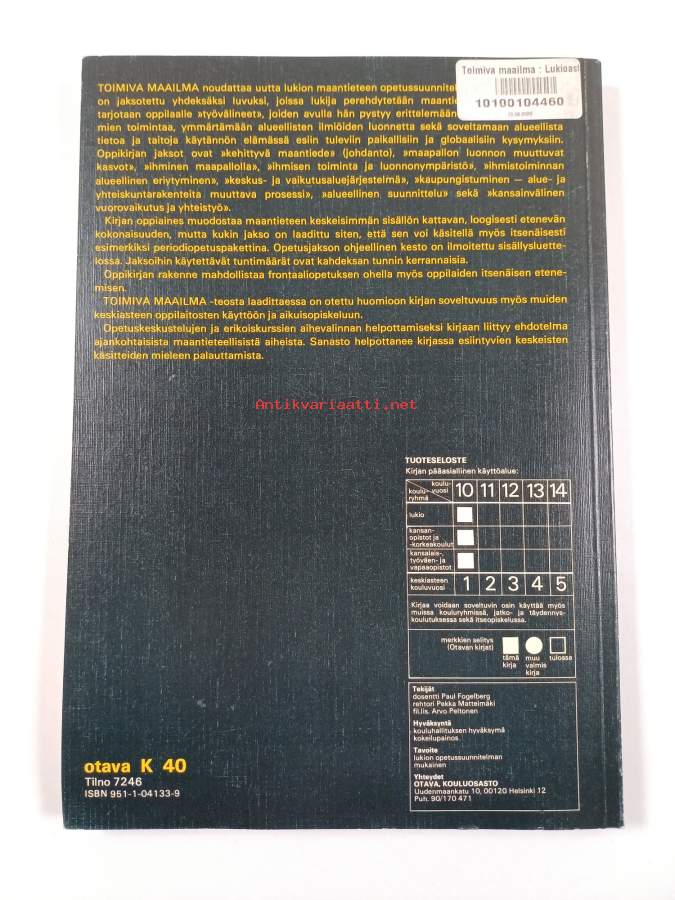 TOIMIVA MAAILMA noudattaa uutta lukion maantieteen
on jaksotettu yhdeksäksi luvuksi, joissa lukija perehdytetään
tarjotaan oppilaalle »työvälineet», joiden avulla hän pystyy
mien toimintaa, ymmärtämään alueellisten ilmiöiden luonnetta sekä soveltamaan alueellista
tietoa ja taitoja käytännön elämässä esiin tuleviin paikallisiin ja globaalisiin kysymyksiin.
Oppikirjan jaksot ovat »kehittyvä maantiede» (johdanto), »maapallon luonnon muuttuvat
kasvot», »ihminen maapallolla», »ihmisen toiminta ja luonnonympäristö», »ihmistoiminnan
alueellinen eriytyminen», »keskus- ja vaikutusaluejärjestelmä», »kaupungistuminen — alue- ja
yhteiskuntarakenteita muuttava prosessi», »alueellinen suunnittelu» sekä »kansainvälinen
vuorovaikutus ja yhteistyö».
Kirjan oppiaines muodostaa maantieteen keskeisimmän sisällön kattavan, loogisesti etenevän
kokonaisuuden, mutta kukin jakso on laadittu siten, että sen voi käsitellä myös itsenäisesti
esimerkiksi periodiopetuspakettina. Opetusjakson ohjeellinen kesto on ilmoitettu sisällysluette-
lossa. Jaksoihin käytettävät tuntimäärät ovat kahdeksan tunnin kerrannaisia.
Oppikirjan rakenne mahdollistaa frontaaliopetuksen ohella myös oppilaiden itsenäisen etene-
misen.
TOIMIVA MAAILMA -teosta laadittaessa on otettu huomioon kirjan soveltuvuus myös muiden
keskiasteen oppilaitosten käyttöön ja aikuisopiskeluun.
Opetuskeskustelujen ja erikoiskurssien aihevalinnan helpottamiseksi kirjaan liittyy ehdotelma
ajankohtaisista maantieteellisistä aiheista. Sanasto helpottanee kirjassa esiintyvien keskeisten
käsitteiden mieleen palauttamista.
Toimiva maailma : Lukioast
10100104460
Antikvariaatti.net
TUOTESELOSTE
Kirjan pääasiallinen käyttöalue:
koulu-
vuosi
koulu-
ryhmä
10 11 12 13 14
lukio
kansan-
opistot ja
-korkeakoulut
kansalais-,
työväen- ja
vapaaopistot
keskiasteen
kouluvuosi
1 2 3 4 5
Kirjaa voidaan soveltuvin osin käyttää myös
muissa kouluryhmissä, jatko- ja täydennys-
koulutuksessa sekä itseopiskelussa.
merkkien selitys
(Otavan kirjat)
tämä
kirja
muu
valmis
kirja
tulossa
Tekijät
dosentti Paul Fogelberg
rehtori Pekka Mattelmäki
fil.lis. Arvo Peltonen
Hyväksyntä
kouluhallituksen hyväksymä
kokeilupainos.
Tavoite
lukion opetussuunnitelman
mukainen
Yhteydet
OTAVA, KOULUOSASTO
Uudenmaankatu 10, 00120 Helsinki 12
Puh. 90/170 471
otava K 40
Tilno 7246
ISBN 951-1-04133-9